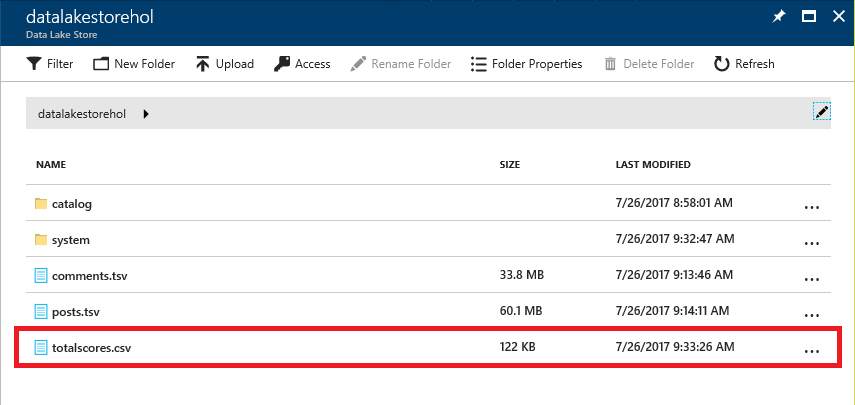 datalakestorehol
Data Lake Store
Filter New Folder Upload Access Rename Folder Folder Properties Delete Folder Refresh
datalakestorehol
NAME SIZE LAST MODIFIED
catalog 7/26/2017 8:58:01 AM ...
system 7/26/2017 9:32:47 AM ...
comments.tsv 33.8 MB 7/26/2017 9:13:46 AM ...
posts.tsv 60.1 MB 7/26/2017 9:14:11 AM ...
totalscores.csv 122 KB 7/26/2017 9:33:26 AM ...